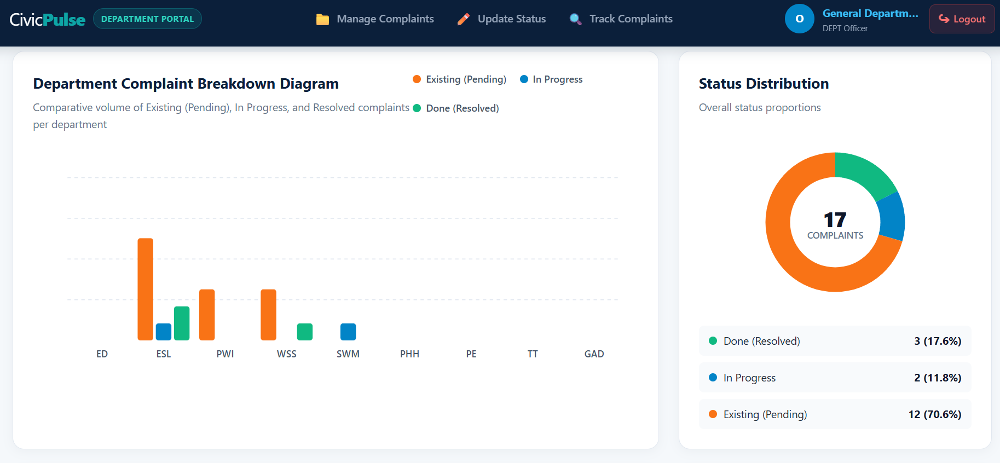 CivicPulse
DEPARTMENT PORTAL
Manage Complaints
Update Status
Track Complaints
O
General Departm...
DEPT Officer
Logout
Department Complaint Breakdown Diagram
Comparative volume of Existing (Pending), In Progress, and Resolved complaints
per department
Existing (Pending)
In Progress
Done (Resolved)
ED
ESL
PWI
WSS
SWM
PHH
PE
TT
GAD
Status Distribution
Overall status proportions
17
COMPLAINTS
Done (Resolved) 3 (17.6%)
In Progress 2 (11.8%)
Existing (Pending) 12 (70.6%)